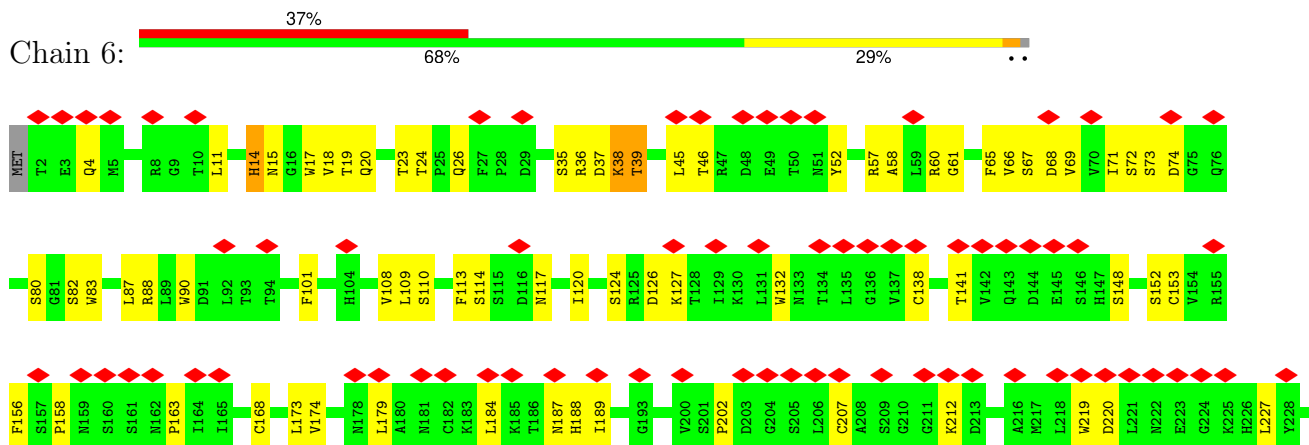 37%
Chain 6:
68% 29% ..
MET T2 E3 Q4 M5 R8 G9 T10 L11 H14 N15 G16 W17 V18 T19 Q20 T23 T24 P25 Q26 F27 P28 D29 S35 R36 D37 K38 T39 L45 T46 R47 D48 E49 T50 N51 Y52 R57 A58 L59 R60 G61 F65 V66 S67 D68 V69 V70 I71 S72 S73 D74 G75 Q76
S80 G81 S82 W83 L87 R88 L89 W90 D91 L92 T93 T94 F101 H104 V108 L109 S110 F113 S114 S115 D116 N117 I120 S124 R125 D126 K127 T128 I129 K130 L131 W132 N133 T134 L135 G136 V137 C138 T141 V142 Q143 D144 E145 S146 H147 S148 S152 C153 V154 R155
F156 S157 P158 N159 S160 S161 N162 P163 I164 I165 C168 L173 V174 N178 L179 A180 N181 C182 K183 L184 K185 T186 N187 H188 I189 G193 V200 S201 P202 D203 G204 S205 L206 C207 A208 S209 G210 G211 K212 D213 A216 M217 L218 W219 D220 L221 N222 E223 G224 K225 H226 L227 Y228